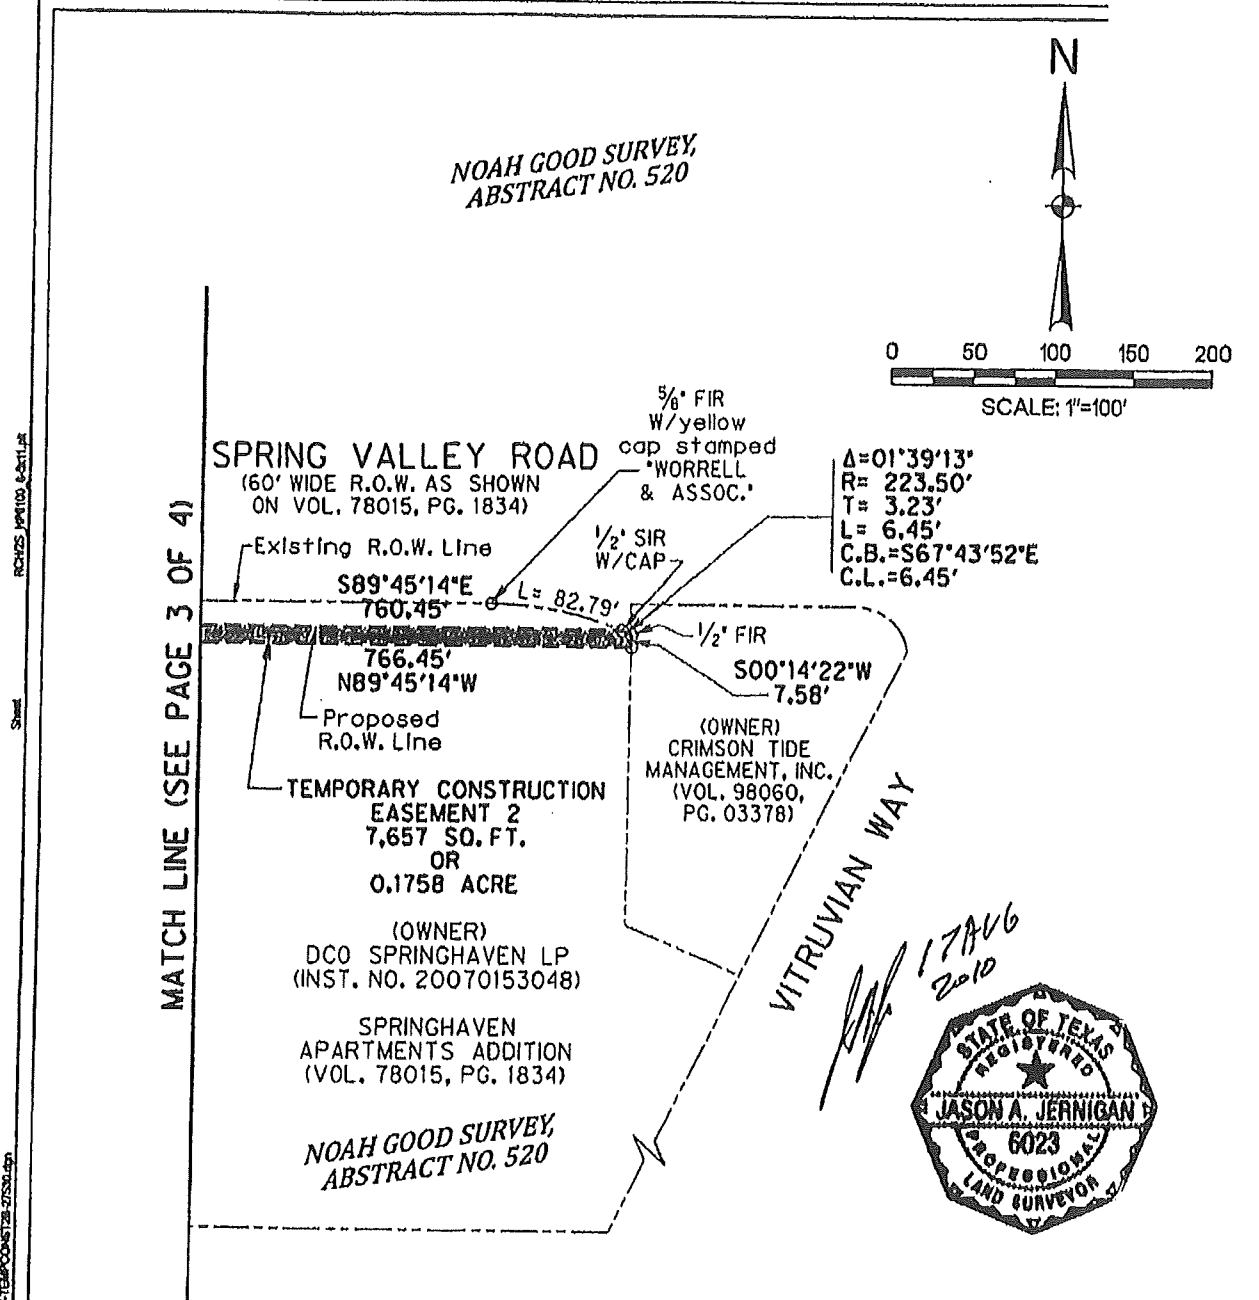 N
NOAH GOOD SURVEY,
ABSTRACT NO. 520
0 50 100 150 200
SCALE: 1"=100'
SPRING VALLEY ROAD
(60' WIDE R.O.W. AS SHOWN
ON VOL. 78015, PG. 1834)
5/8" FIR
W/yellow
cap stamped
"WORRELL
& ASSOC."
Δ=01°39'13"
R= 223.50'
T= 3.23'
L= 6.45'
C.B.=S67°43'52"E
C.L.=6.45'
1/2" SIR
W/CAP
Existing R.O.W. Line
S89°45'14"E
760.45'
L= 82.79'
1/2" FIR
766.45'
N89°45'14"W
S00°14'22"W
7.58'
Proposed
R.O.W. Line
(OWNER)
CRIMSON TIDE
MANAGEMENT, INC.
(VOL. 98060,
PG. 03378)
TEMPORARY CONSTRUCTION
EASEMENT 2
7,657 SQ. FT.
OR
0.1758 ACRE
(OWNER)
DCO SPRINGHAVEN LP
(INST. NO. 20070153048)
SPRINGHAVEN
APARTMENTS ADDITION
(VOL. 78015, PG. 1834)
NOAH GOOD SURVEY,
ABSTRACT NO. 520
MATCH LINE (SEE PAGE 3 OF 4)
VITRUVIAN WAY
17AUG
2010
STATE OF TEXAS
REGISTERED
JASON A. JERNIGAN
6023
PROFESSIONAL
LAND SURVEYOR
Sheet